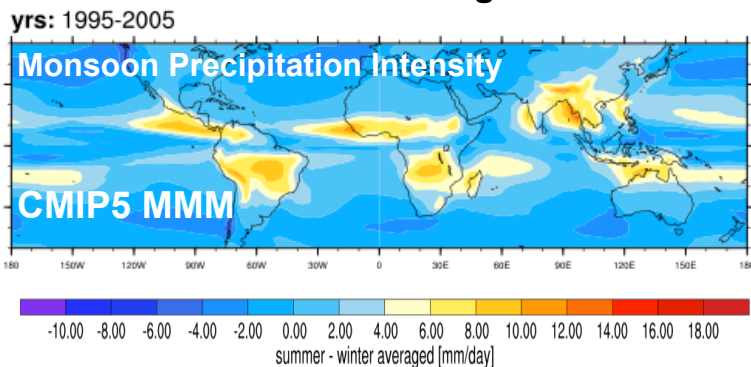 yrs: 1995-2005
Monsoon Precipitation Intensity
CMIP5 MMM
180 150W 120W 90W 60W 30W 0 30E 60E 90E 120E 150E 18
-10.00 -8.00 -6.00 -4.00 -2.00 0.00 2.00 4.00 6.00 8.00 10.00 12.00 14.00 16.00 18.00
summer - winter averaged [mm/day]